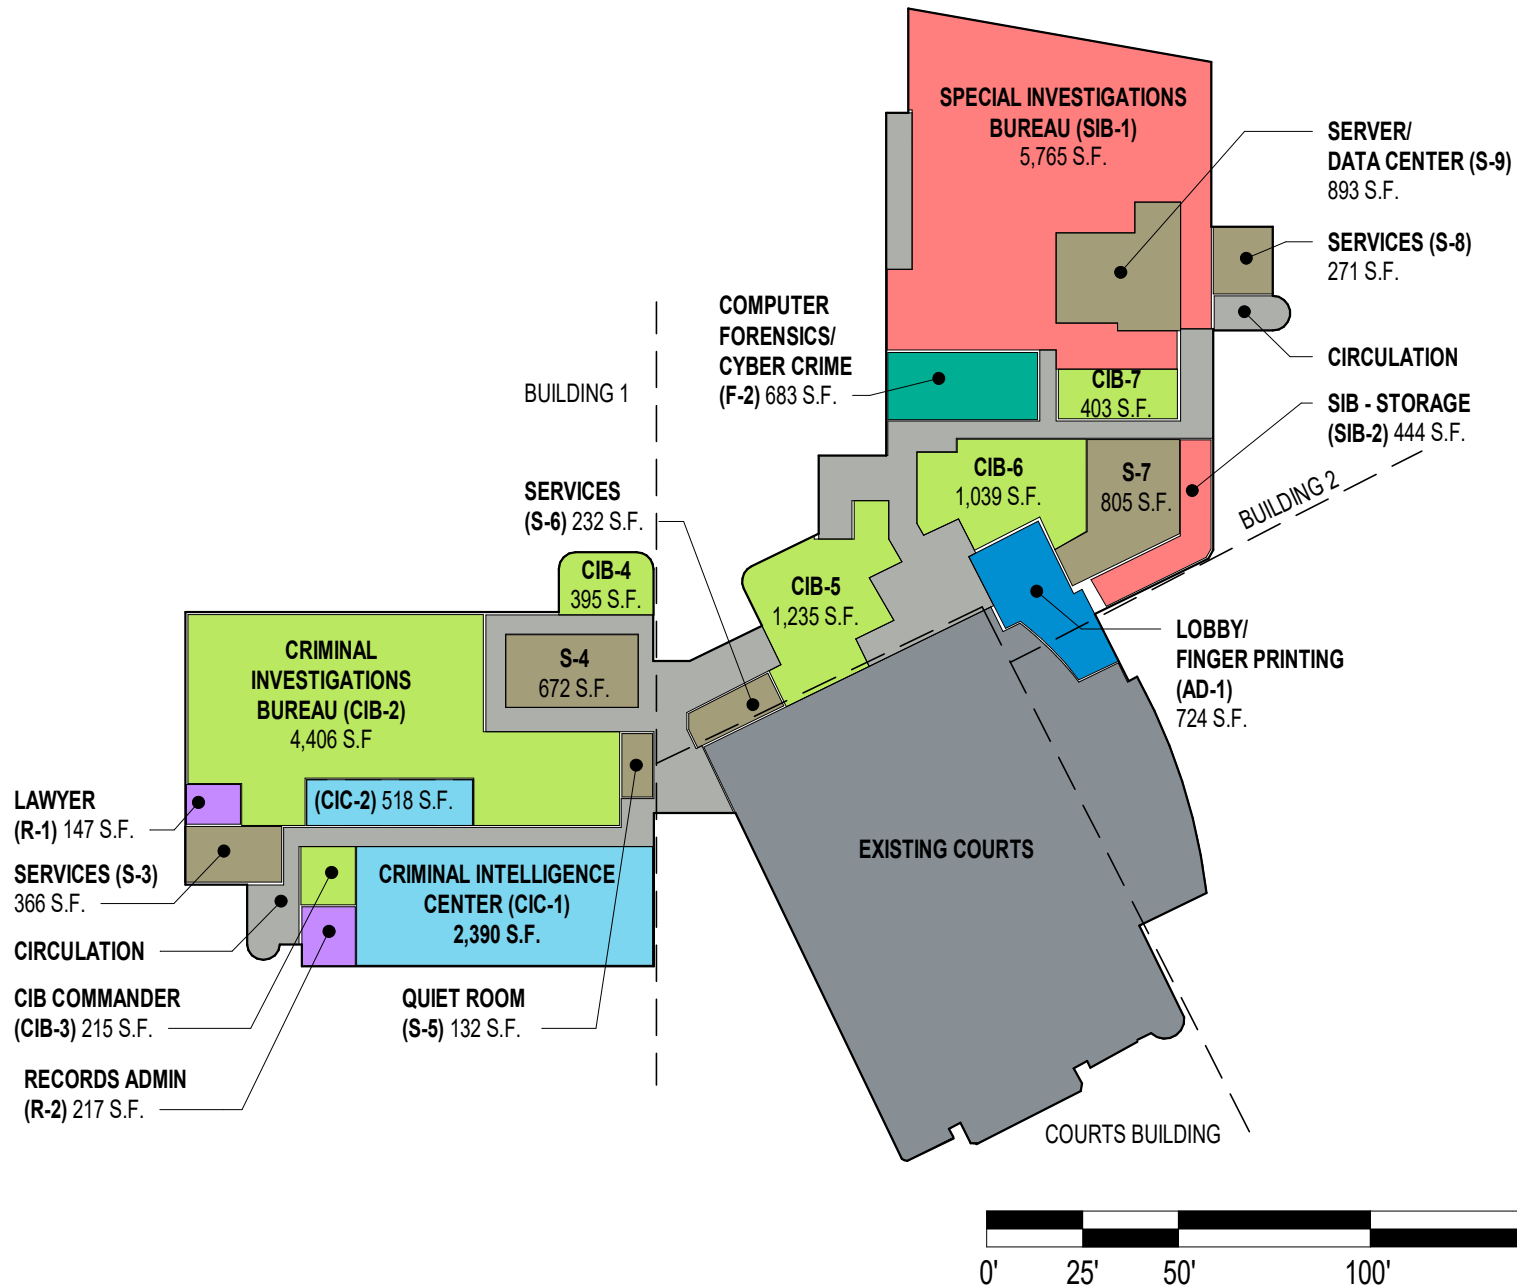 SPECIAL INVESTIGATIONS
BUREAU (SIB-1)
5,765 S.F.
SERVER/
DATA CENTER (S-9)
893 S.F.
SERVICES (S-8)
271 S.F.
CIRCULATION
SIB - STORAGE
(SIB-2) 444 S.F.
COMPUTER
FORENSICS/
CYBER CRIME
(F-2) 683 S.F.
BUILDING 1
CIB-7
403 S.F.
CIB-6
1,039 S.F.
S-7
805 S.F.
BUILDING 2
SERVICES
(S-6) 232 S.F.
CIB-4
395 S.F.
CIB-5
1,235 S.F.
LOBBY/
FINGER PRINTING
(AD-1)
724 S.F.
CRIMINAL
INVESTIGATIONS
BUREAU (CIB-2)
4,406 S.F
S-4
672 S.F.
(CIC-2) 518 S.F.
LAWYER
(R-1) 147 S.F.
SERVICES (S-3)
366 S.F.
CIRCULATION
CIB COMMANDER
(CIB-3) 215 S.F.
RECORDS ADMIN
(R-2) 217 S.F.
CRIMINAL INTELLIGENCE
CENTER (CIC-1)
2,390 S.F.
QUIET ROOM
(S-5) 132 S.F.
EXISTING COURTS
COURTS BUILDING
0' 25' 50' 100'